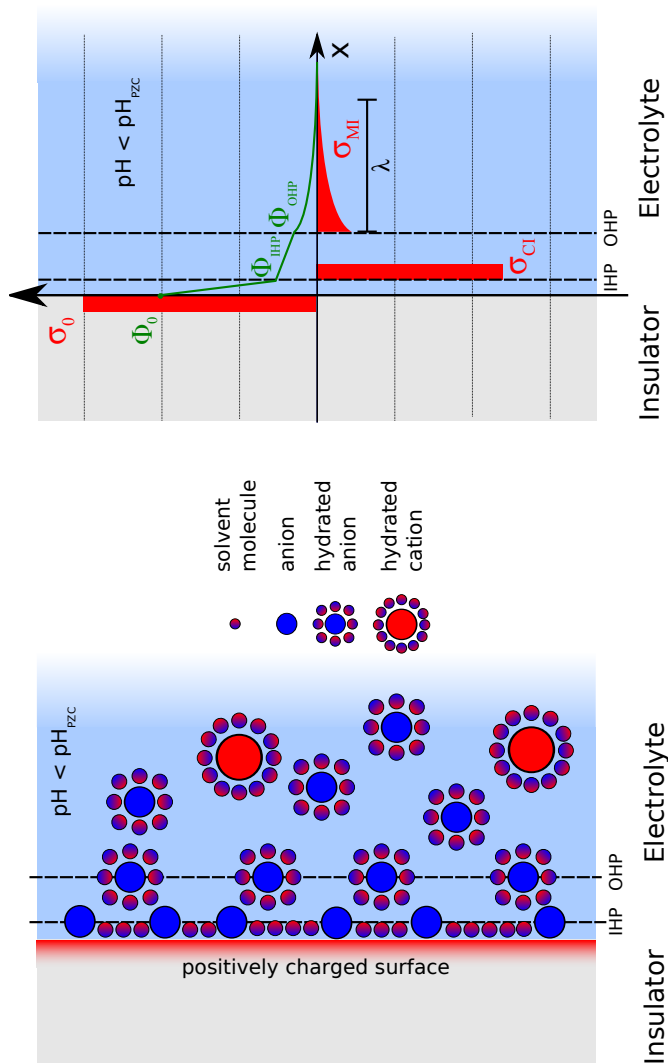 x
pH < pH_PZC
σ_MI
λ
Φ_OHP
Φ_IHP
OHP
σ_CI
IHP
σ_0
Φ_0
Electrolyte
Insulator
solvent
molecule
anion
hydrated
anion
hydrated
cation
pH < pH_PZC
OHP
IHP
positively charged surface
Electrolyte
Insulator